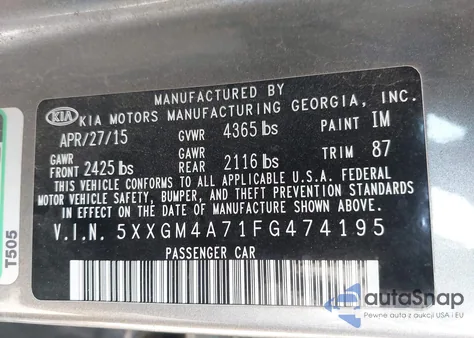 MANUFACTURED BY
KIA KIA MOTORS MANUFACTURING GEORGIA, INC.
APR/27/15 GVWR 4365 lbs PAINT IM
GAWR FRONT 2425 lbs GAWR REAR 2116 lbs TRIM 87
THIS VEHICLE CONFORMS TO ALL APPLICABLE U.S.A. FEDERAL
MOTOR VEHICLE SAFETY, BUMPER, AND THEFT PREVENTION STANDARDS
IN EFFECT ON THE DATE OF MANUFACTURE SHOWN ABOVE.
V.I.N. 5XXGM4A71FG474195
PASSENGER CAR
T505
autoSnap
Pewne auta z aukcji USA i EU